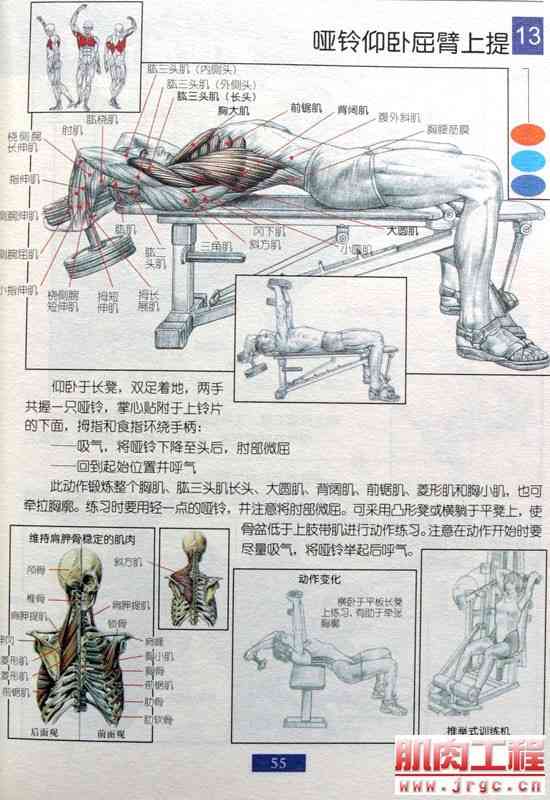 哑铃仰卧屈臂上提 13
肱三头肌（内侧头）
肱三头肌（外侧头）
肱三头肌（长头）
胸大肌
前锯肌
背阔肌
腹外斜肌
胸腰筋膜
肱桡肌
肘肌
桡侧腕
长伸肌
指伸肌
侧腕伸肌
侧腕屈肌
小指伸肌
桡侧腕
短伸肌
拇短
伸肌
拇长
展肌
肱肌
肱二
头肌
三角肌
冈下肌
斜方肌
小圆肌
大圆肌
仰卧于长凳，双足着地，两手
共握一只哑铃，掌心贴附于上铃片
的下面，拇指和食指环绕手柄：
——吸气，将哑铃下降至头后，肘部微屈
——回到起始位置并呼气
此动作锻炼整个胸肌、肱三头肌长头、大圆肌、背阔肌、前锯肌、菱形肌和胸小肌，也可
牵拉胸廓。练习时要用轻一点的哑铃，并注意将肘部微屈。可采用凸形凳或横躺于平凳上，使
骨盆低于上肢带肌进行动作练习。注意在动作开始时要
尽量吸气，将哑铃举起后呼气。
维持肩胛骨稳定的肌肉
颅骨
椎骨
肩胛提肌
冈
菱形肌
菱形肌
前锯肌
斜方肌
肩胛提肌
锁骨
肩峰
胸小肌
胸骨
前锯肌
肋骨
肋软骨
后面观
前面观
动作变化
横卧于平板长凳
上练习，有助于牵张
胸廓
推举式训练机
55
肌肉工程
www.jrgc.cn